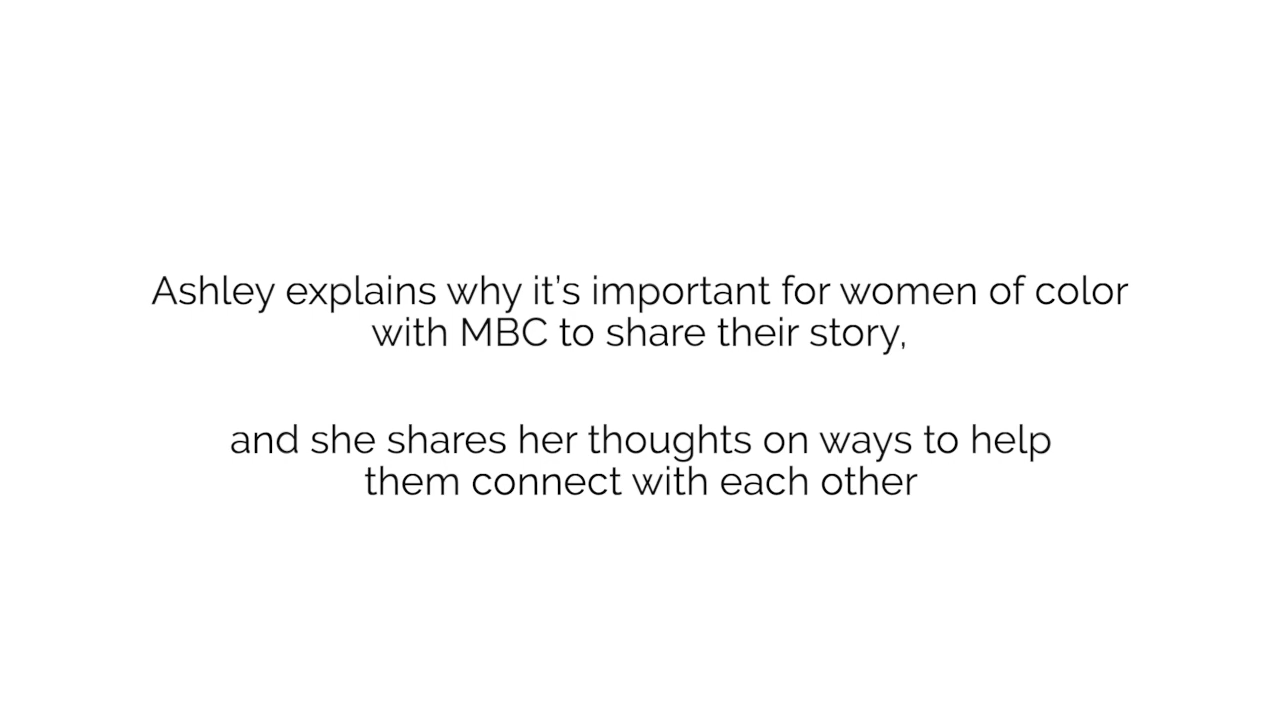 Ashley explains why it’s important for women of color
with MBC to share their story,
and she shares her thoughts on ways to help
them connect with each other